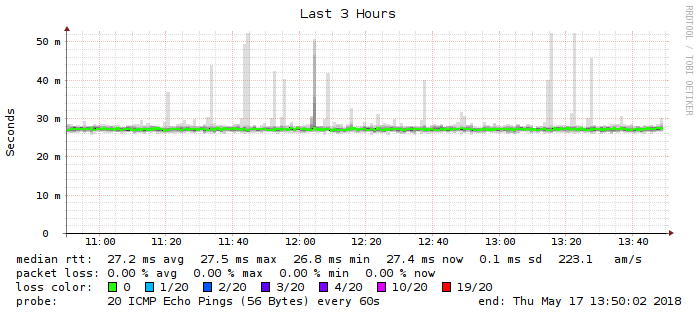 Last 3 Hours
RRDTOOL / TOBI OETIKER
Seconds
50 m
40 m
30 m
20 m
10 m
0
11:00 11:20 11:40 12:00 12:20 12:40 13:00 13:20 13:40
median rtt: 27.2 ms avg 27.5 ms max 26.8 ms min 27.4 ms now 0.1 ms sd 223.1 am/s
packet loss: 0.00 % avg 0.00 % max 0.00 % min 0.00 % now
loss color: 0 1/20 2/20 3/20 4/20 10/20 19/20
probe: 20 ICMP Echo Pings (56 Bytes) every 60s end: Thu May 17 13:50:02 2018